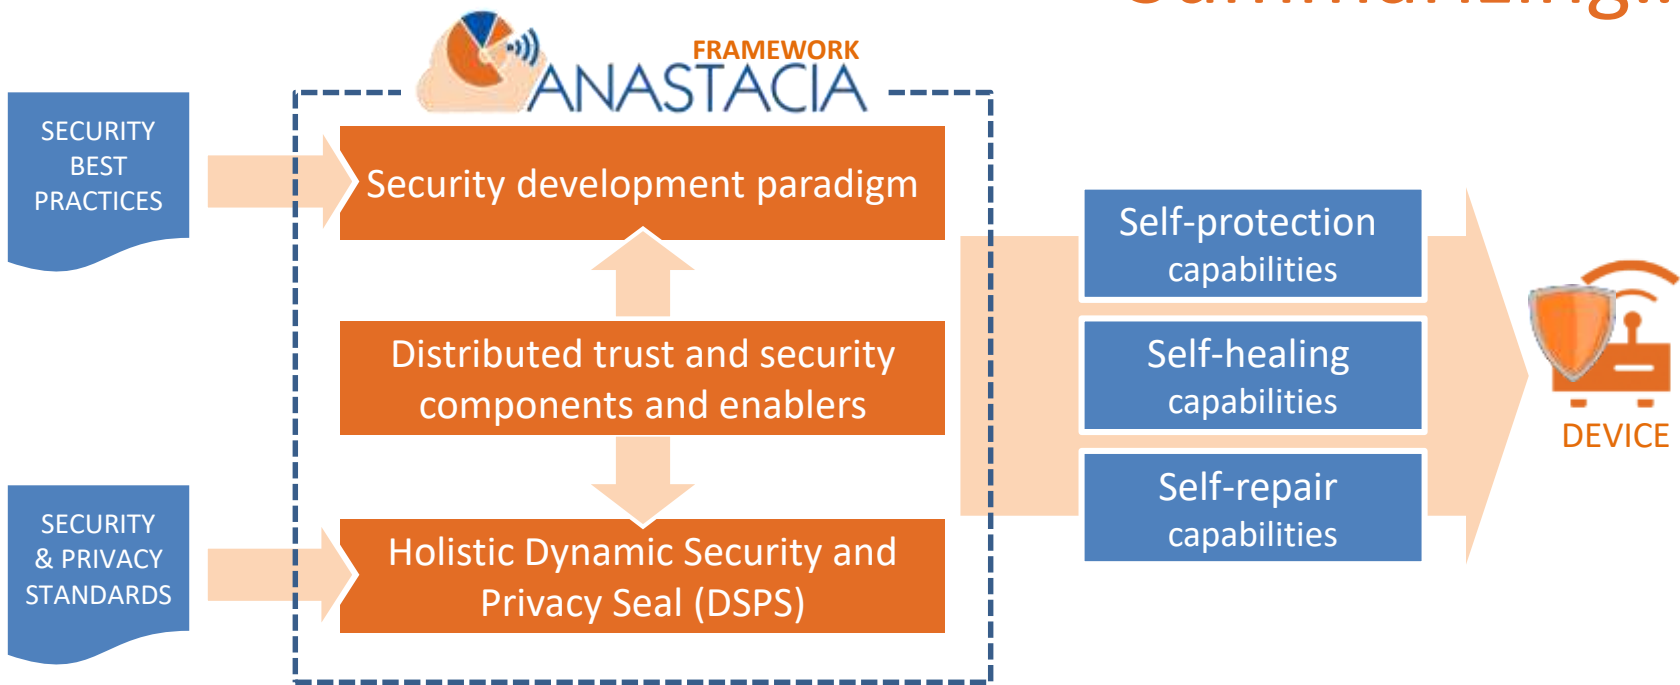 Summarizing..
FRAMEWORK
ANASTACIA
SECURITY
BEST
PRACTICES
Security development paradigm
Distributed trust and security
components and enablers
SECURITY
& PRIVACY
STANDARDS
Holistic Dynamic Security and
Privacy Seal (DSPS)
Self-protection
capabilities
Self-healing
capabilities
Self-repair
capabilities
DEVICE